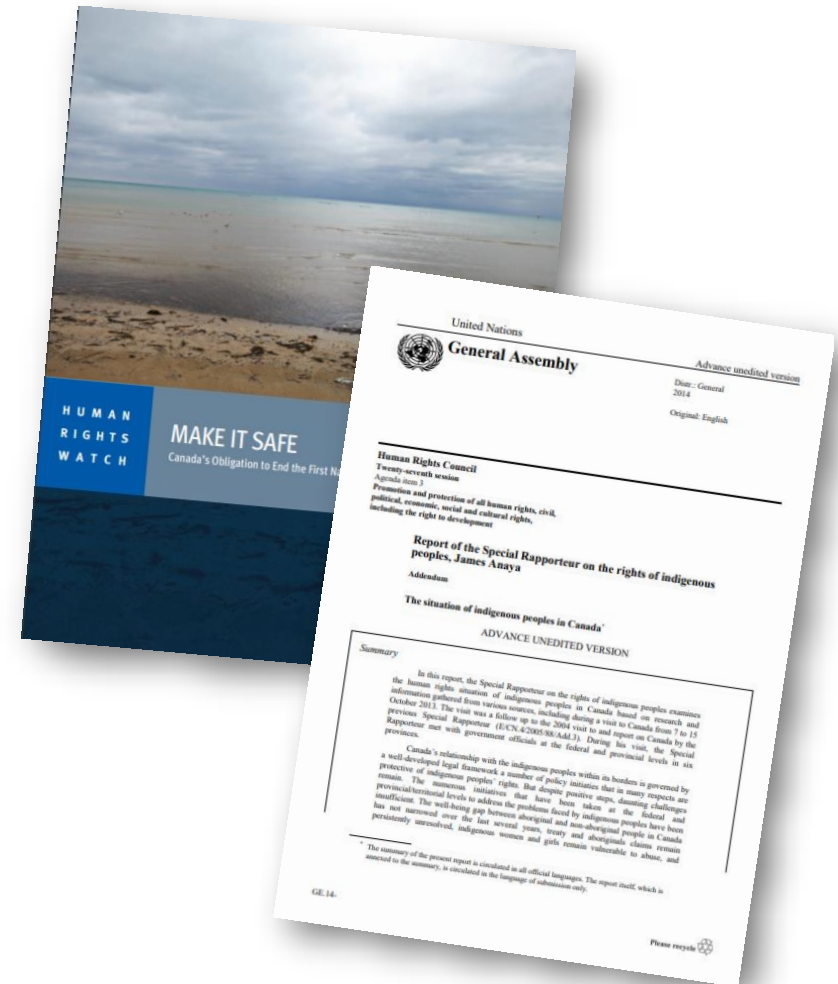 HUMAN
RIGHTS
WATCH
MAKE IT SAFE
Canada's Obligation to End the First Na
United Nations
General Assembly
Advance unedited version
Distr.: General
2014
Original: English
Human Rights Council
Twenty-seventh session
Agenda item 3
Promotion and protection of all human rights, civil,
political, economic, social and cultural rights,
including the right to development
Report of the Special Rapporteur on the rights of indigenous
peoples, James Anaya
Addendum
The situation of indigenous peoples in Canada*
ADVANCE UNEDITED VERSION
Summary
In this report, the Special Rapporteur on the rights of indigenous peoples examines
the human rights situation of indigenous peoples in Canada based on research and
information gathered from various sources, including during a visit to Canada from 7 to 15
October 2013. The visit was a follow up to the 2004 visit to and report on Canada by the
previous Special Rapporteur (E/CN.4/2005/88/Add.3). During his visit, the Special
Rapporteur met with government officials at the federal and provincial levels in six
provinces.
Canada's relationship with the indigenous peoples within its borders is governed by
a well-developed legal framework a number of policy initiatives that in many respects are
protective of indigenous peoples' rights. But despite positive steps, daunting challenges
remain. The numerous initiatives that have been taken at the federal and
provincial/territorial levels to address the problems faced by indigenous peoples have been
insufficient. The well-being gap between aboriginal and non-aboriginal people in Canada
has not narrowed over the last several years, treaty and aboriginals claims remain
persistently unresolved, indigenous women and girls remain vulnerable to abuse, and
* The summary of the present report is circulated in all official languages. The report itself, which is
annexed to the summary, is circulated in the language of submission only.
GE.14-
Please recycle